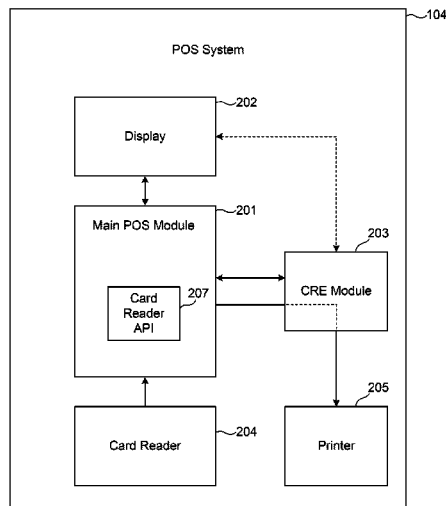 104
POS System
202
Display
201
Main POS Module
203
CRE Module
207
Card
Reader
API
205
204
Card Reader
Printer